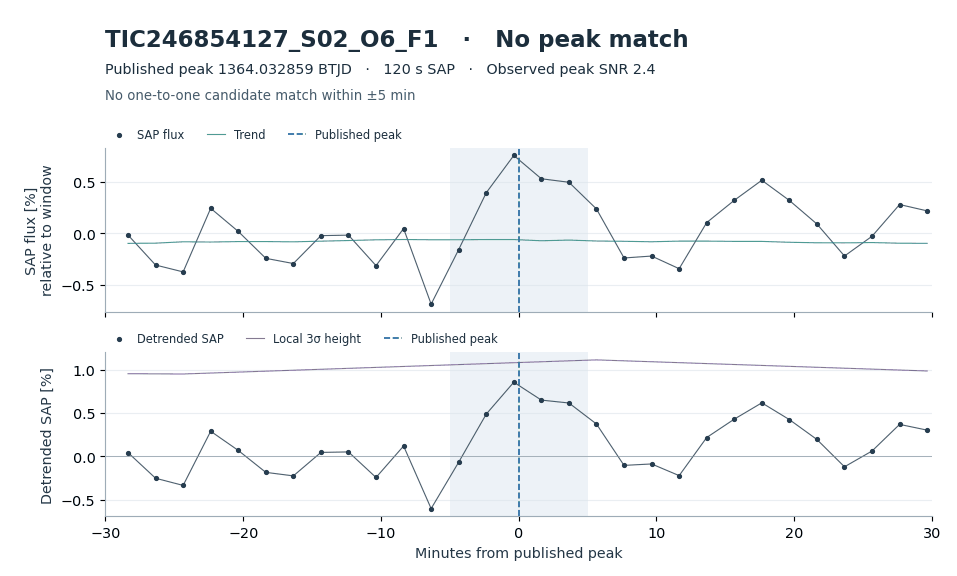 TIC246854127_S02_O6_F1 · No peak match
Published peak 1364.032859 BTJD · 120 s SAP · Observed peak SNR 2.4
No one-to-one candidate match within ±5 min
SAP flux Trend Published peak
SAP flux [%]
relative to window
0.5
0.0
−0.5
Detrended SAP Local 3σ height Published peak
Detrended SAP [%]
1.0
0.5
0.0
−0.5
−30 −20 −10 0 10 20 30
Minutes from published peak